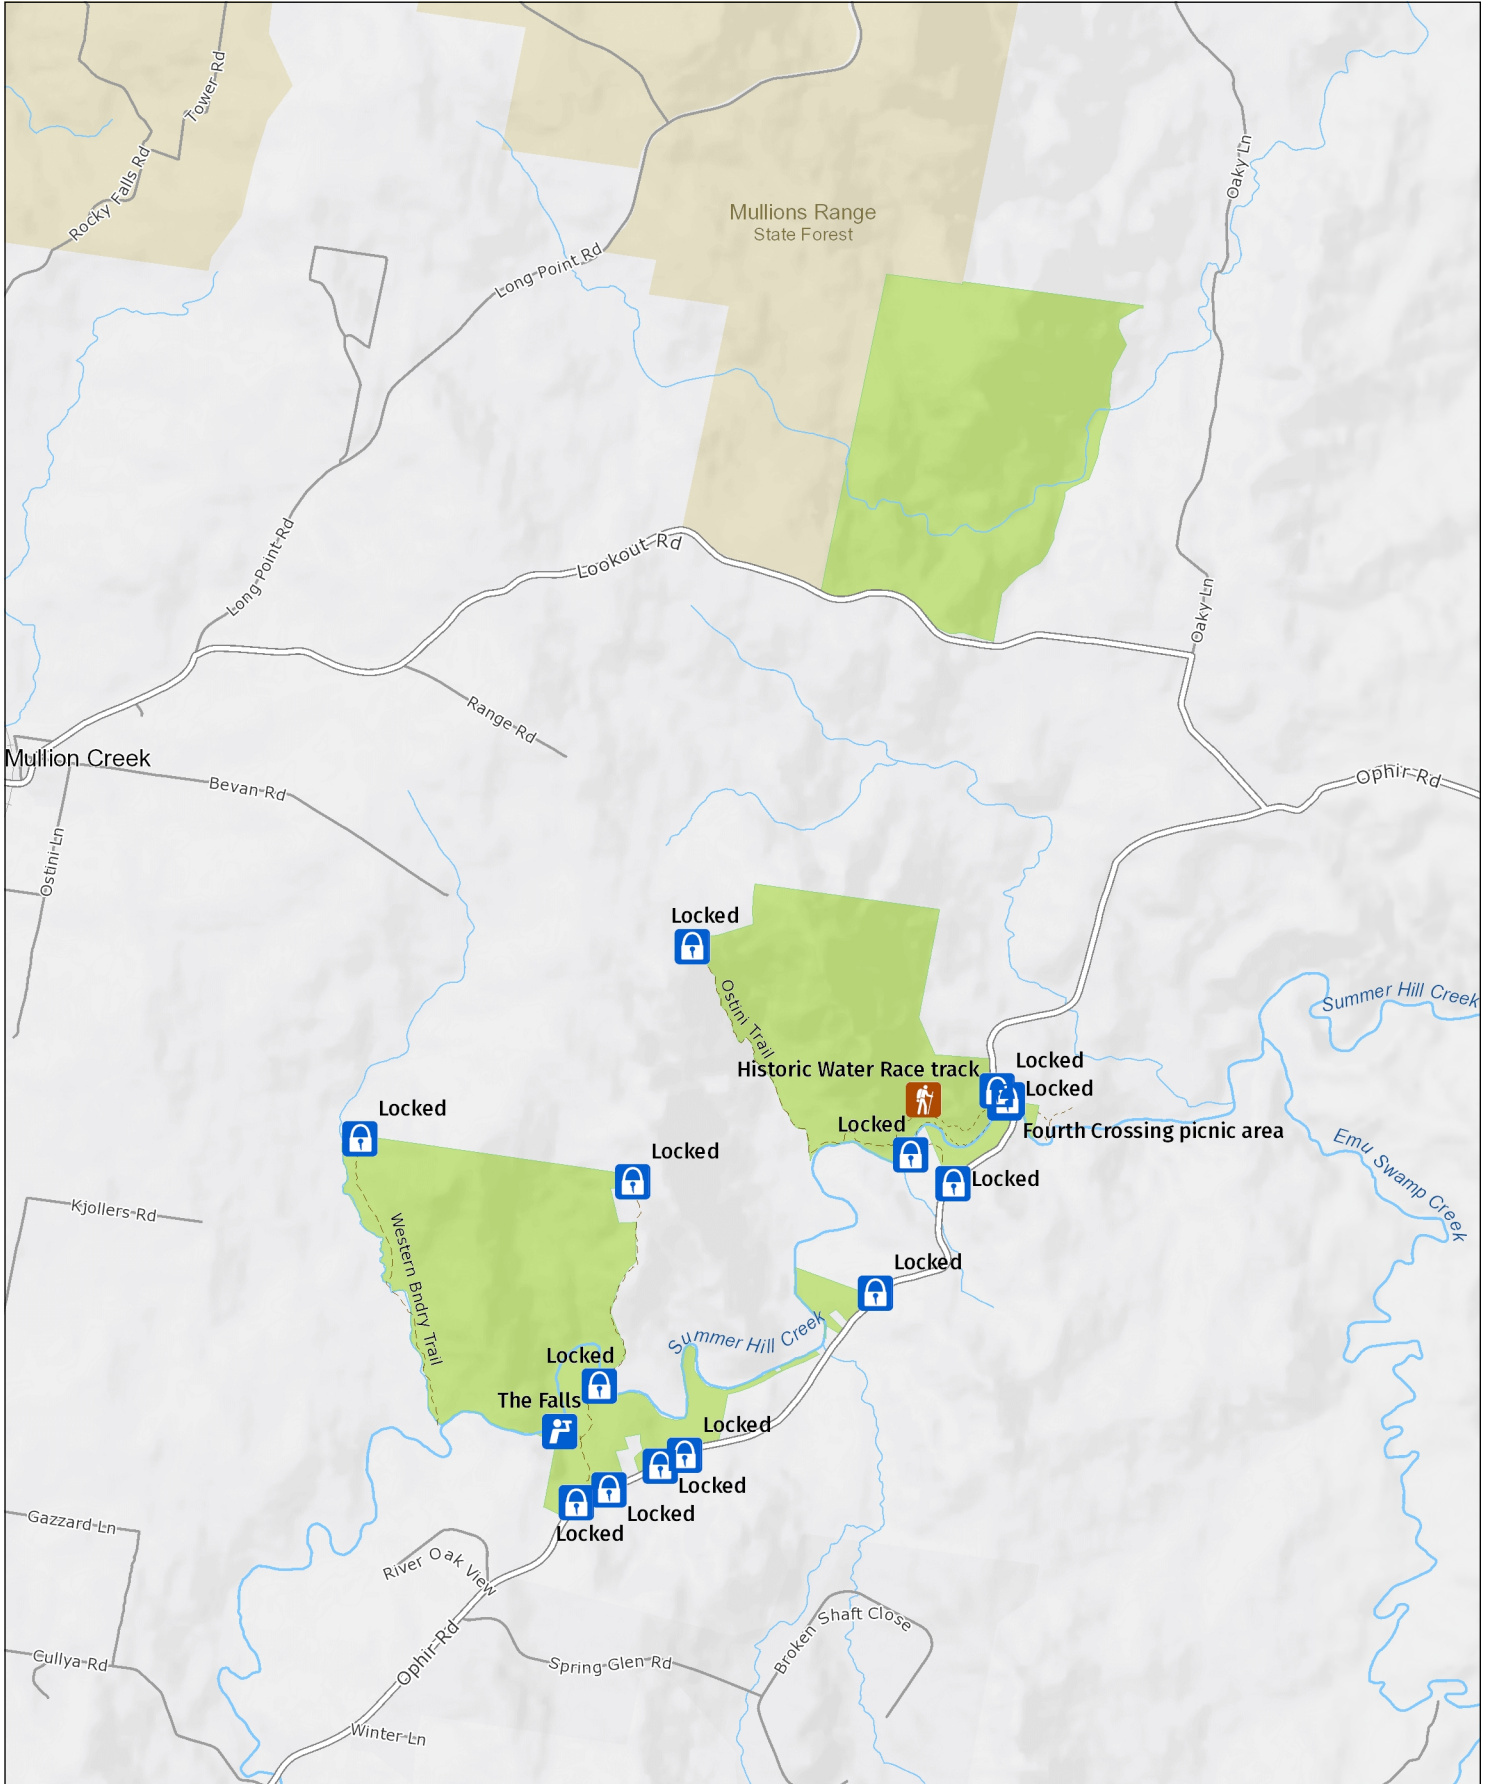 Tower Rd
Rocky Falls Rd
Oaky Ln
Mullions Range
State Forest
Long Point Rd
Long Point Rd
Lookout Rd
Oaky Ln
Range Rd
Mullion Creek
Bevan Rd
Ophir Rd
Ostini Ln
Locked
Ostini Trail
Summer Hill Creek
Historic Water Race track
Locked
Locked
Locked
Fourth Crossing picnic area
Locked
Emu Swamp Creek
Locked
Locked
Kjollers Rd
Western Bndry Trail
Locked
Summer Hill Creek
Locked
The Falls
Locked
Locked
Locked
Locked
Gazzard Ln
River Oak View
Broken Shaft Close
Ophir Rd
Spring Glen Rd
Cullya Rd
Winter Ln